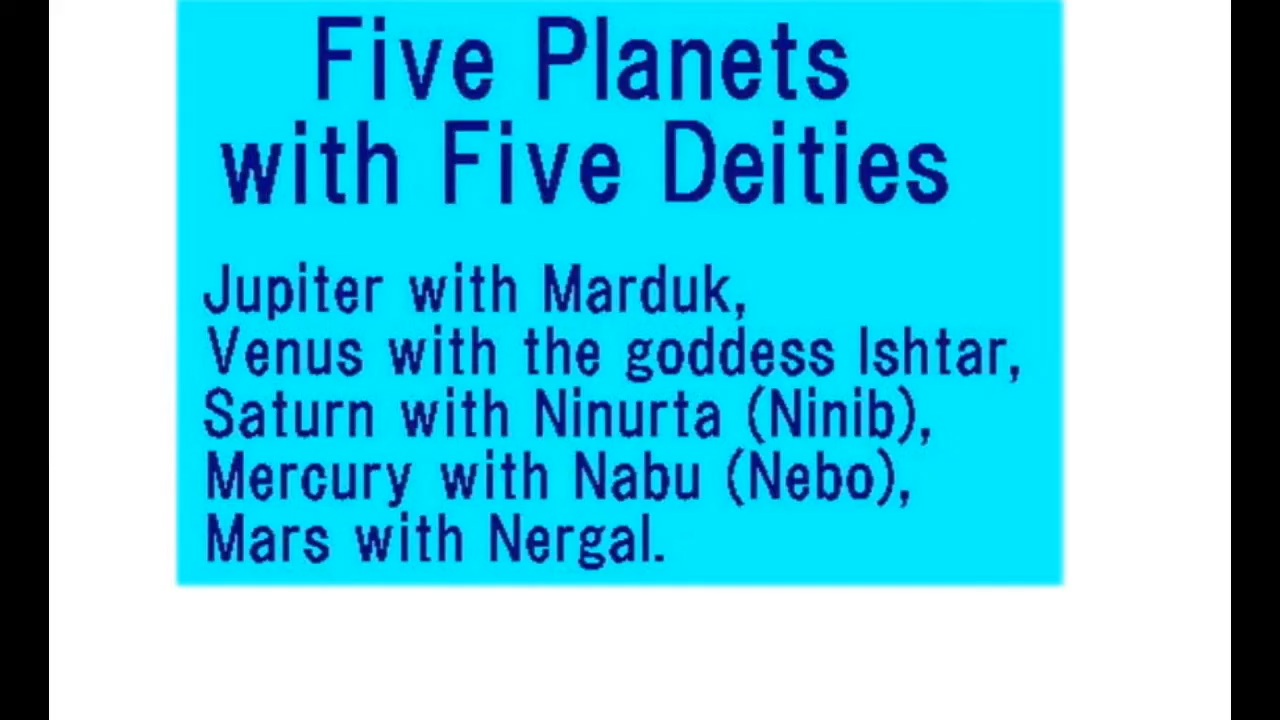 Five Planets
with Five Deities
Jupiter with Marduk,
Venus with the goddess Ishtar,
Saturn with Ninurta (Ninib),
Mercury with Nabu (Nebo),
Mars with Nergal.